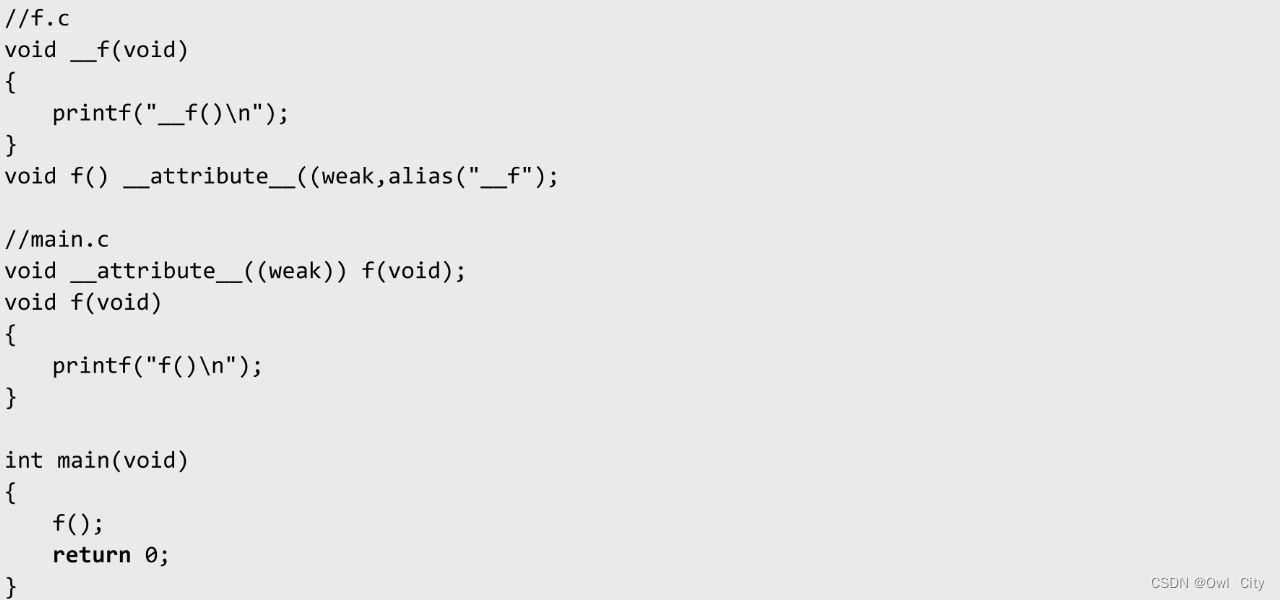 //f.c
void __f(void)
{
    printf("__f()\n");
}
void f() __attribute__((weak,alias("__f");

//main.c
void __attribute__((weak)) f(void);
void f(void)
{
    printf("f()\n");
}

int main(void)
{
    f();
    return 0;
}
CSDN @Owl City